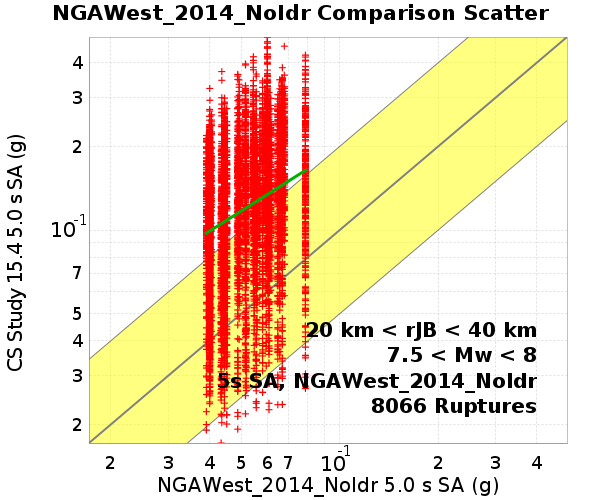 NGAWest_2014_NoIdr Comparison Scatter
CS Study 15.4 5.0 s SA (g)
4
3
2
10^-1
7
5
4
3
2
20 km < rJB < 40 km
7.5 < Mw < 8
5s SA, NGAWest_2014_NoIdr
8066 Ruptures
2 3 4 5 6 7 10^-1 2 3 4
NGAWest_2014_NoIdr 5.0 s SA (g)